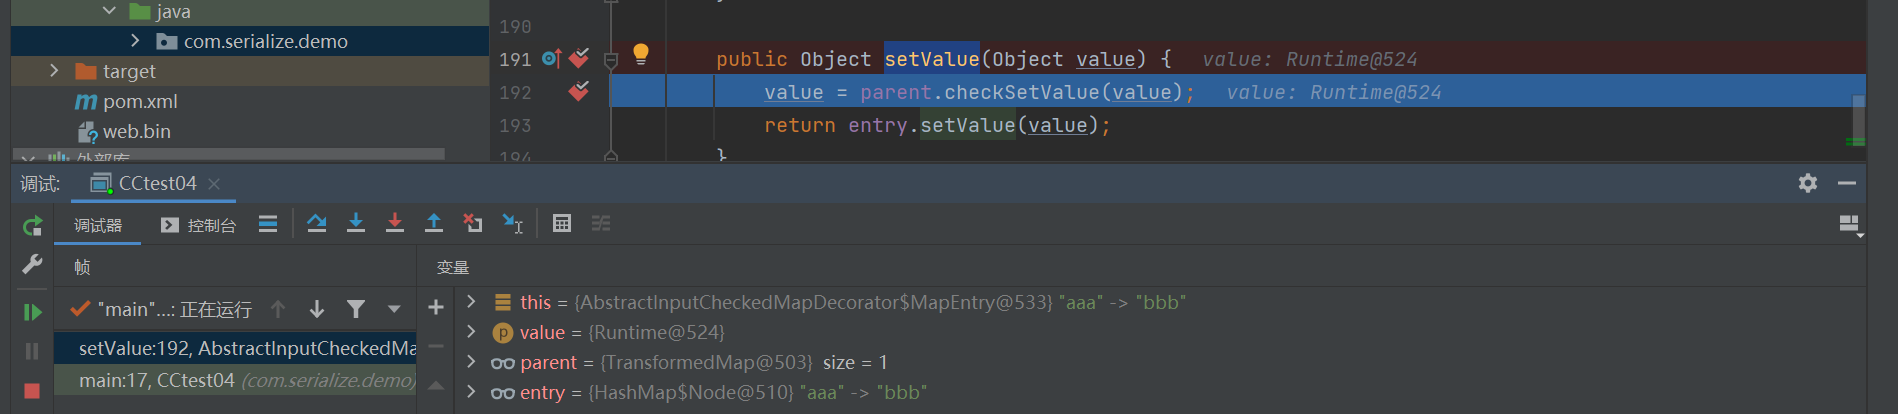 java
com.serialize.demo
target
pom.xml
web.bin
外部库
190
191 public Object setValue(Object value) { value: Runtime@524
192 value = parent.checkSetValue(value); value: Runtime@524
193 return entry.setValue(value);
194 }
调试: CCtest04
调试器 控制台
帧
变量
"main"...: 正在运行
setValue:192, AbstractInputCheckedMa
main:17, CCtest04 (com.serialize.demo)
this = {AbstractInputCheckedMapDecorator$MapEntry@533} "aaa" -> "bbb"
value = {Runtime@524}
parent = {TransformedMap@503} size = 1
entry = {HashMap$Node@510} "aaa" -> "bbb"